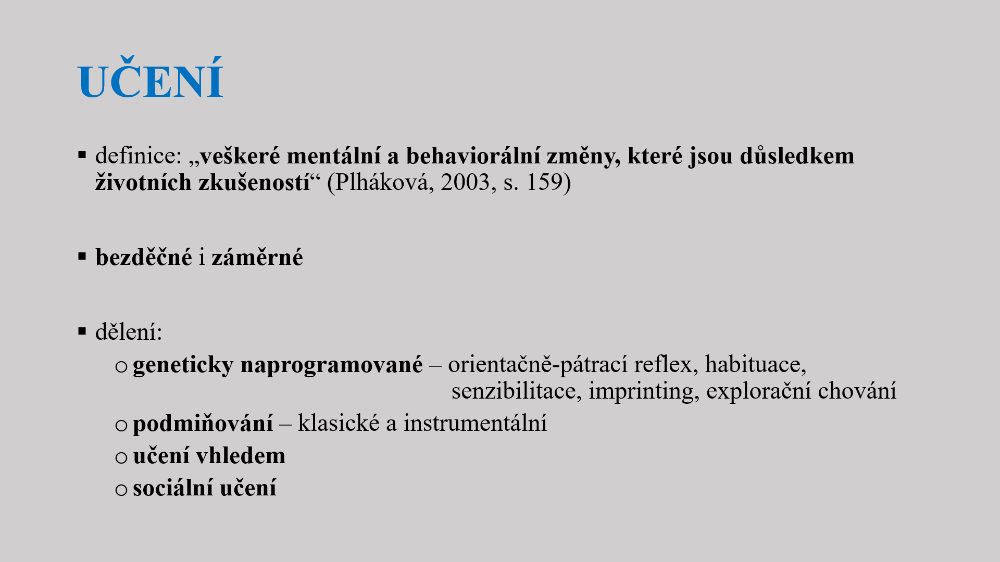 UČENÍ
▪ definice: „veškeré mentální a behaviorální změny, které jsou důsledkem
životních zkušeností“ (Plháková, 2003, s. 159)
▪ bezděčné i záměrné
▪ dělení:
o geneticky naprogramované – orientačně-pátrací reflex, habituace,
senzibilitace, imprinting, explorační chování
o podmiňování – klasické a instrumentální
o učení vhledem
o sociální učení